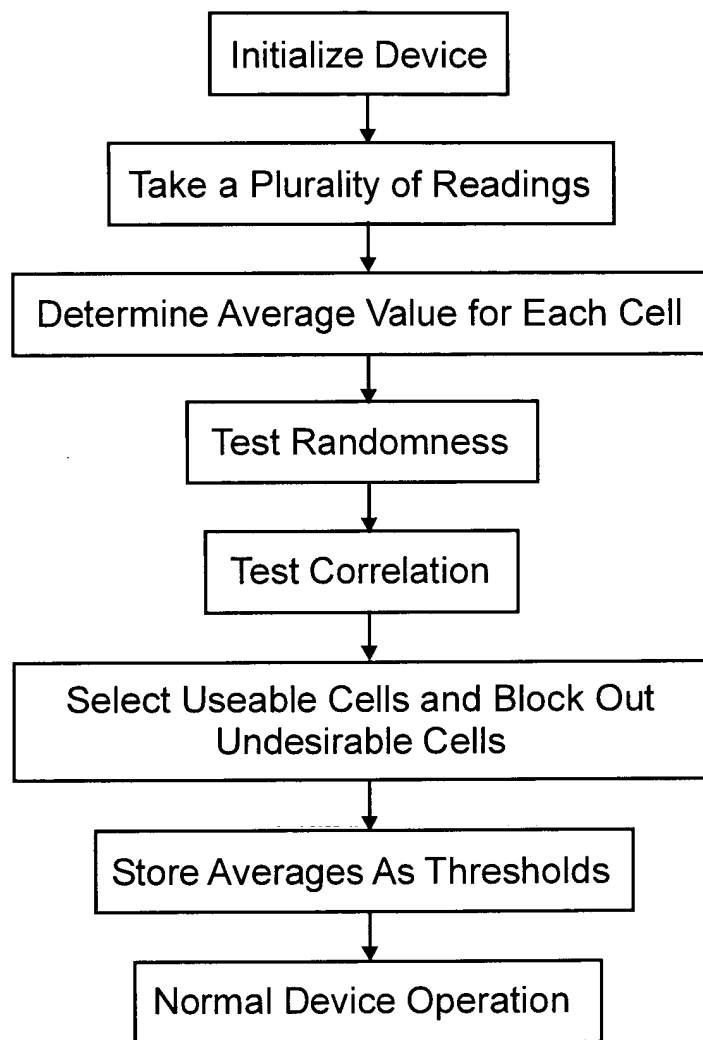 Initialize Device
Take a Plurality of Readings
Determine Average Value for Each Cell
Test Randomness
Test Correlation
Select Useable Cells and Block Out
Undesirable Cells
Store Averages As Thresholds
Normal Device Operation